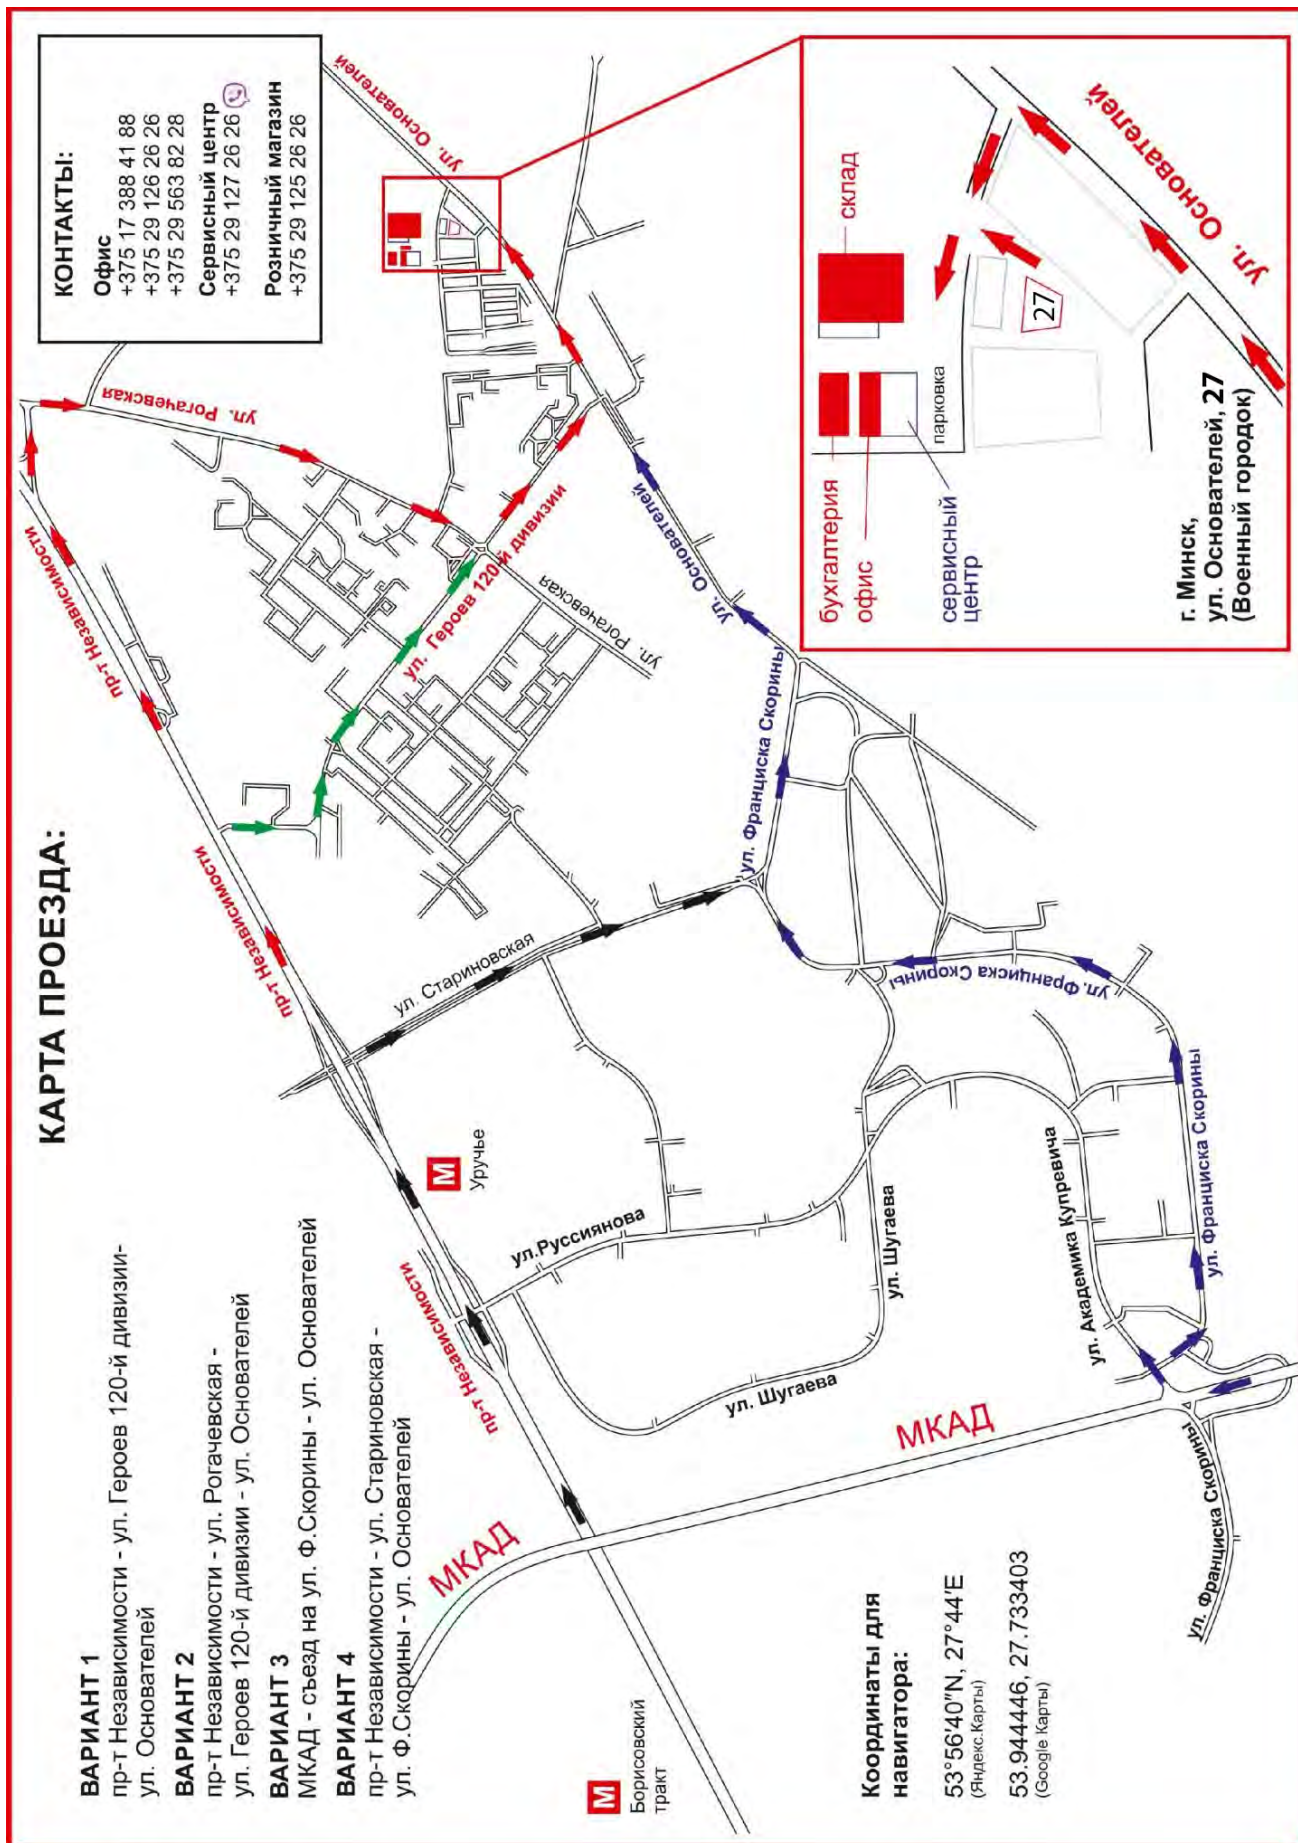 КАРТА ПРОЕЗДА:
ВАРИАНТ 1
пр-т Независимости - ул. Героев 120-й дивизии-
ул. Основателей
ВАРИАНТ 2
пр-т Независимости - ул. Рогачевская -
ул. Героев 120-й дивизии - ул. Основателей
ВАРИАНТ 3
МКАД - съезд на ул. Ф.Скорины - ул. Основателей
ВАРИАНТ 4
пр-т Независимости - ул. Стариновская -
ул. Ф.Скорины - ул. Основателей
КОНТАКТЫ:
Офис
+375 17 388 41 88
+375 29 126 26 26
+375 29 563 82 28
Сервисный центр
+375 29 127 26 26
Розничный магазин
+375 29 125 26 26
пр-т Независимости
пр-т Независимости
пр-т Независимости
ул. Рогачевская
ул. Основателей
ул. Героев 120-й дивизии
ул. Рогачевская
ул. Основателей
ул. Стариновская
М
Уручье
ул.Руссиянова
ул. Франциска Скорины
ул. Франциска Скорины
ул. Франциска Скорины
ул. Франциска Скорины
ул. Шугаева
ул. Шугаева
ул. Академика Купревича
МКАД
МКАД
ул. Франциска Скорины
М
Борисовский
тракт
Координаты для
навигатора:
53°56'40"N, 27°44'E
(Яндекс.Карты)
53.944446, 27.733403
(Google Карты)
бухгалтерия
офис
сервисный
центр
склад
парковка
27
ул. Основателей
г. Минск,
ул. Основателей, 27
(Военный городок)